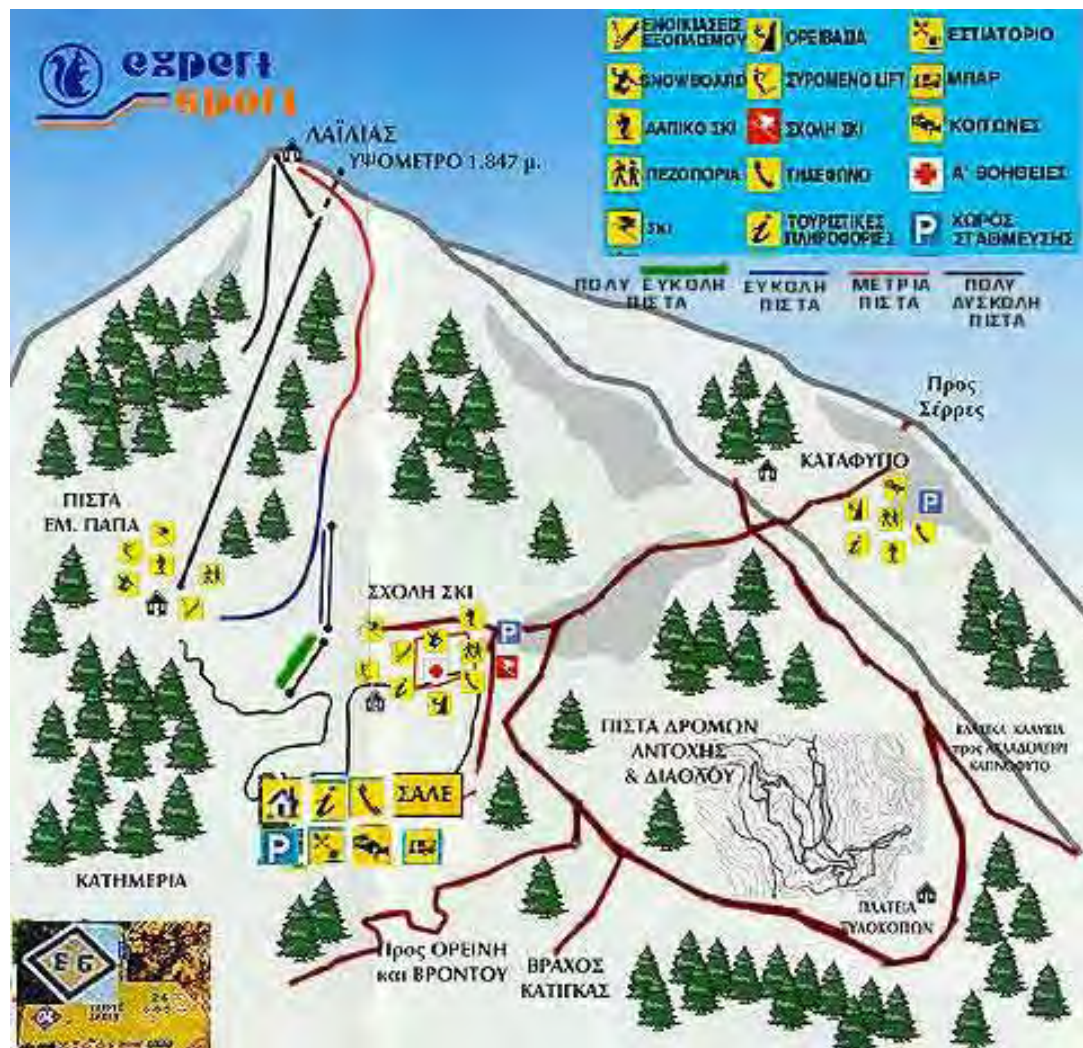 expert
sport
ΛΑΪΛΙΑΣ
ΥΨΟΜΕΤΡΟ 1.847 μ.
ΕΝΟΙΚΙΑΣΕΙΣ
ΕΞΟΠΛΙΣΜΟΥ
ΟΡΕΙΒΑΣΙΑ
ΕΣΤΙΑΤΟΡΙΟ
SNOWBOARD
ΣΥΡΟΜΕΝΟ LIFT
ΜΠΑΡ
ΑΛΠΙΚΟ ΣΚΙ
ΣΧΟΛΗ ΣΚΙ
ΚΟΙΤΩΝΕΣ
ΠΕΖΟΠΟΡΙΑ
ΤΗΛΕΦΩΝΟ
Α' ΒΟΗΘΕΙΕΣ
ΣΚΙ
ΤΟΥΡΙΣΤΙΚΕΣ
ΠΛΗΡΟΦΟΡΙΕΣ
P
ΧΩΡΟΣ
ΣΤΑΘΜΕΥΣΗΣ
ΠΟΛΥ ΕΥΚΟΛΗ
ΠΙΣΤΑ
ΕΥΚΟΛΗ
ΠΙΣΤΑ
ΜΕΤΡΙΑ
ΠΙΣΤΑ
ΠΟΛΥ
ΔΥΣΚΟΛΗ
ΠΙΣΤΑ
Προς
Σέρρες
ΚΑΤΑΦΥΓΙΟ
P
ΠΙΣΤΑ
ΕΜ. ΠΑΠΑ
ΣΧΟΛΗ ΣΚΙ
P
ΠΙΣΤΑ ΔΡΟΜΩΝ
ΑΝΤΟΧΗΣ
& ΔΙΑΘΛΟΥ
ΚΑΛΥΒΙΑ
προς
ΣΑΛΕ
P
ΚΑΤΗΜΕΡΙΑ
ΠΛΑΤΕΙΑ
ΞΥΛΟΚΟΠΩΝ
Προς ΟΡΕΙΝΗ
και ΒΡΟΝΤΟΥ
ΒΡΑΧΟΣ
ΚΑΤΙΓΚΑΣ